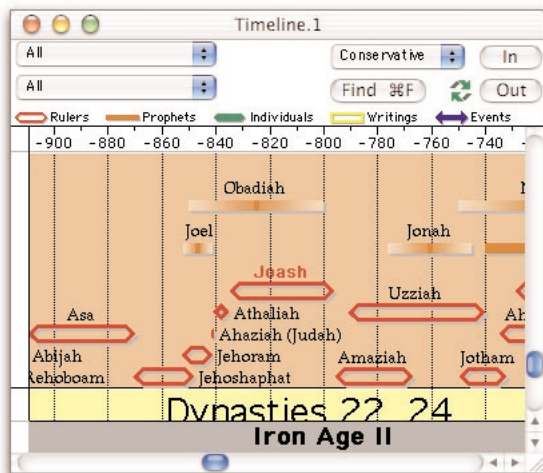 Timeline.1
All Conservative In
All Find ⌘F Out
Rulers Prophets Individuals Writings Events
-900 -880 -860 -840 -820 -800 -780 -760 -740
Obadiah
Joel Jonah
Joash
Uzziah
Asa Athaliah
Ahaziah (Judah)
Abijah Jehoram Amaziah Jotham
Rehoboam Jehoshaphat
Dynasties 22 24
Iron Age II